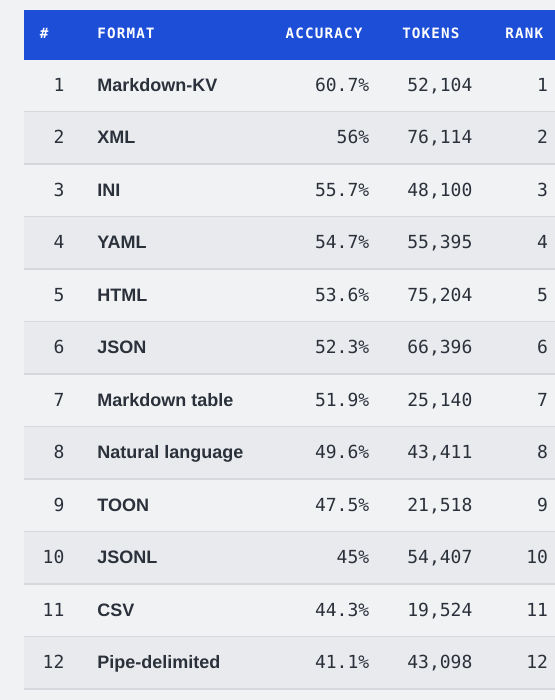 # FORMAT ACCURACY TOKENS RANK
1 Markdown-KV 60.7% 52,104 1
2 XML 56% 76,114 2
3 INI 55.7% 48,100 3
4 YAML 54.7% 55,395 4
5 HTML 53.6% 75,204 5
6 JSON 52.3% 66,396 6
7 Markdown table 51.9% 25,140 7
8 Natural language 49.6% 43,411 8
9 TOON 47.5% 21,518 9
10 JSONL 45% 54,407 10
11 CSV 44.3% 19,524 11
12 Pipe-delimited 41.1% 43,098 12